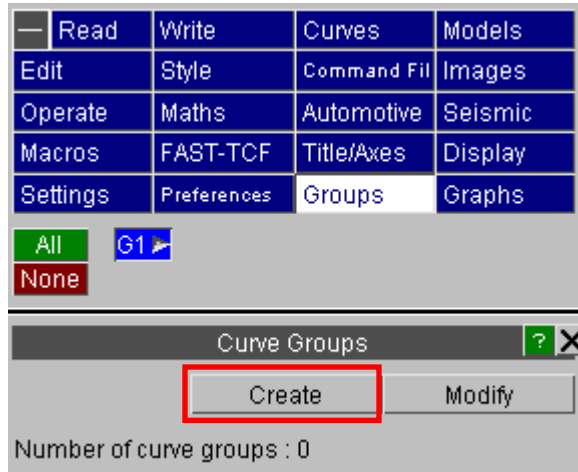 — Read Write Curves Models
Edit Style Command Fil Images
Operate Maths Automotive Seismic
Macros FAST-TCF Title/Axes Display
Settings Preferences Groups Graphs
All G1
None
Curve Groups ? X
Create Modify
Number of curve groups : 0